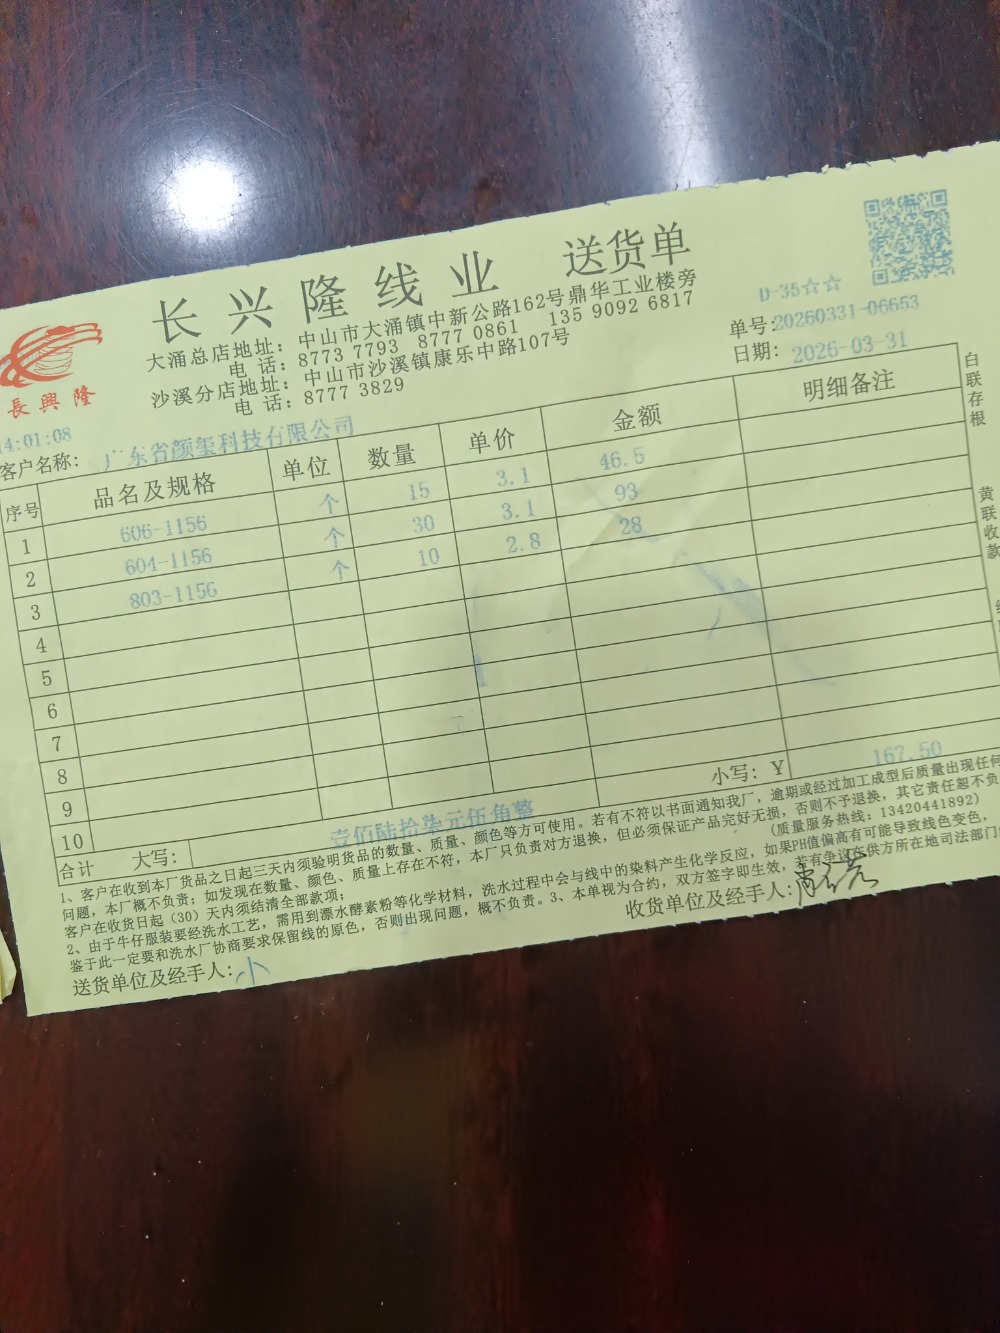 长兴隆线业 送货单
大涌总店地址：中山市大涌镇中新公路162号鼎华工业楼旁
电 话：8773 7793 8777 0861 135 9092 6817
沙溪分店地址：中山市沙溪镇康乐中路107号
电 话：8777 3829
長興隆
D-35☆☆
单号:20260331-06653
日期: 2026-03-31
14:01:08
客户名称: 广东省颜玺科技有限公司
序号 品名及规格 单位 数量 单价 金额 明细备注
1 606-1156 个 15 3.1 46.5
2 604-1156 个 30 3.1 93
3 803-1156 个 10 2.8 28
4
5
6
7
8
9
10
小写：Y 167.50
合计 大写: 壹佰陆拾柒元伍角整
1、客户在收到本厂货品之日起三天内须验明货品的数量、质量、颜色等方可使用。若有不符以书面通知我厂，逾期或经过加工成型后质量出现任何
问题，本厂概不负责；如发现在数量、颜色、质量上存在不符，本厂只负责对方退换，但必须保证产品完好无损，否则不予退换，其它责任恕不负
客户在收货日起（30）天内须结清全部款项；
(质量服务热线：13420441892)
2、由于牛仔服装要经洗水工艺，需用到漂水酵素粉等化学材料，洗水过程中会与线中的染料产生化学反应，如果PH值偏高有可能导致线色变色，
鉴于此一定要和洗水厂协商要求保留线的原色，否则出现问题，概不负责。3、本单视为合约，双方签字即生效，若有争议在供方所在地司法部门
送货单位及经手人: 小
收货单位及经手人:
白联存根
黄联收款